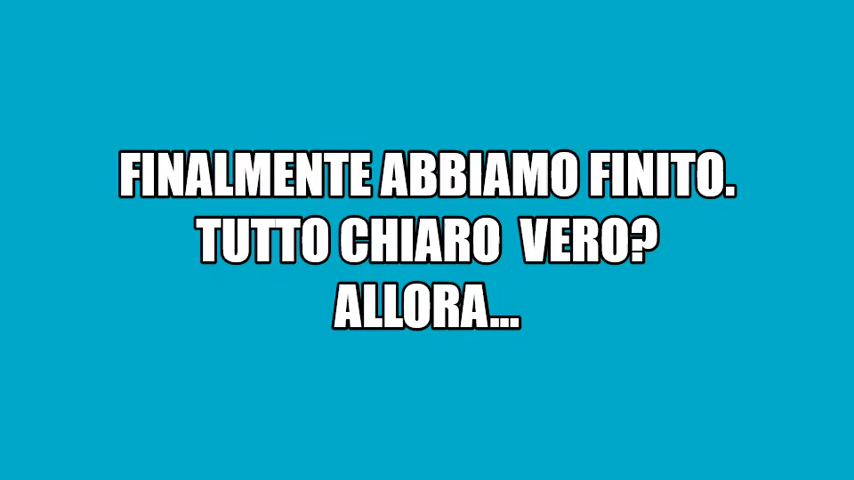 FINALMENTE ABBIAMO FINITO.
TUTTO CHIARO  VERO?
ALLORA...